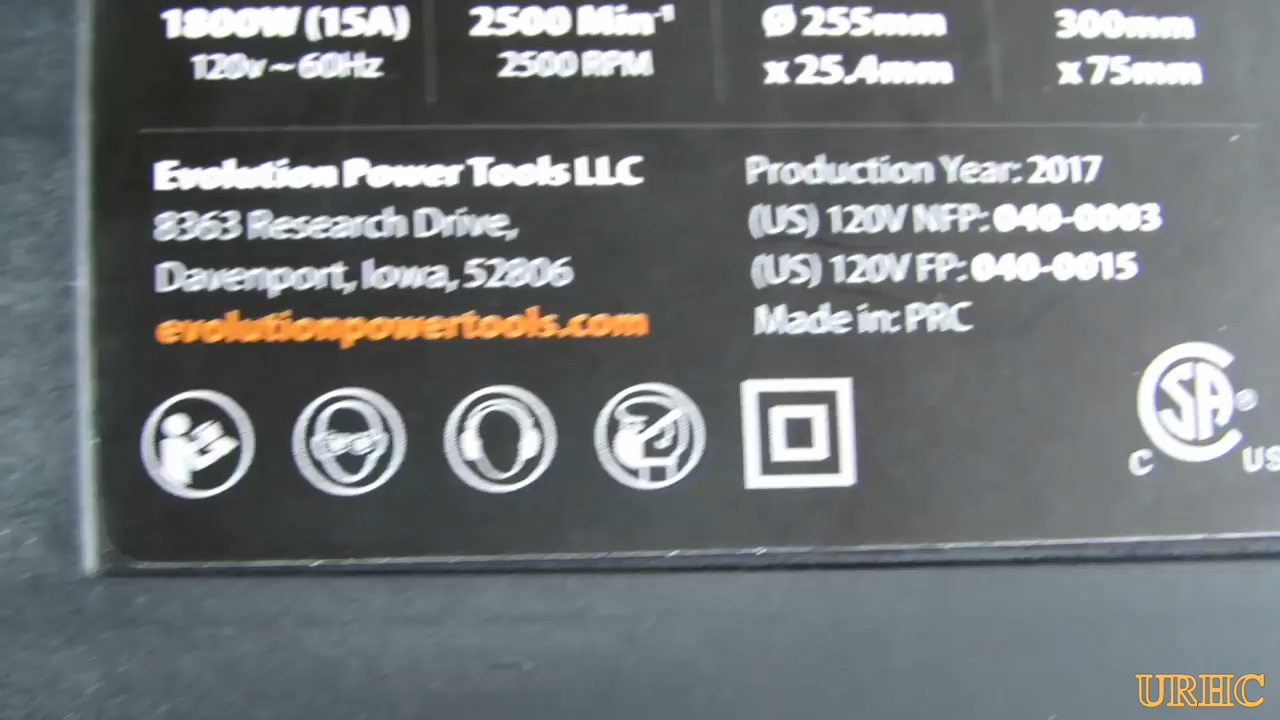 1800W (15A)
120v ~ 60Hz
2500 Min-¹
2500 RPM
Ø 255mm
x 25.4mm
300mm
x 75mm
Evolution Power Tools LLC
8363 Research Drive,
Davenport, Iowa, 52806
evolutionpowertools.com
Production Year: 2017
(US) 120V NFP: 040-0003
(US) 120V FP: 040-0015
Made in: PRC
CSA®
C US
URHC